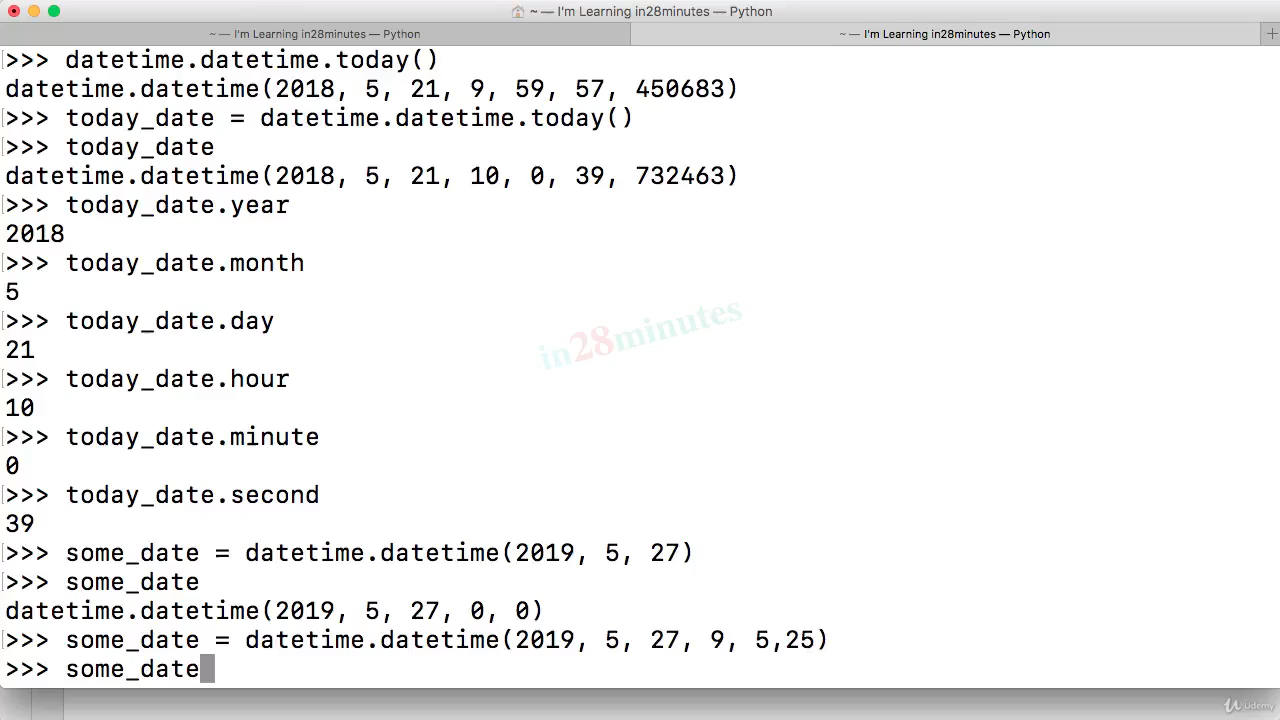 ~ — I'm Learning in28minutes — Python
~ — I'm Learning in28minutes — Python
~ — I'm Learning in28minutes — Python
>>> datetime.datetime.today()
datetime.datetime(2018, 5, 21, 9, 59, 57, 450683)
>>> today_date = datetime.datetime.today()
>>> today_date
datetime.datetime(2018, 5, 21, 10, 0, 39, 732463)
>>> today_date.year
2018
>>> today_date.month
5
>>> today_date.day
21
>>> today_date.hour
10
>>> today_date.minute
0
>>> today_date.second
39
>>> some_date = datetime.datetime(2019, 5, 27)
>>> some_date
datetime.datetime(2019, 5, 27, 0, 0)
>>> some_date = datetime.datetime(2019, 5, 27, 9, 5,25)
>>> some_date
in28minutes
Udemy